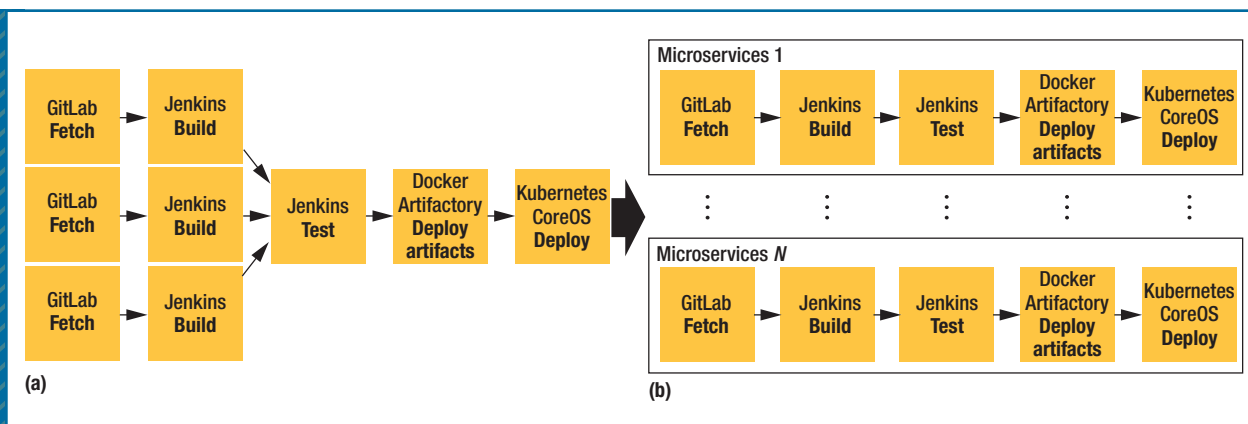 GitLab
Fetch
Jenkins
Build
GitLab
Fetch
Jenkins
Build
GitLab
Fetch
Jenkins
Build
Jenkins
Test
Docker
Artifactory
Deploy
artifacts
Kubernetes
CoreOS
Deploy
(a)
Microservices 1
GitLab
Fetch
Jenkins
Build
Jenkins
Test
Docker
Artifactory
Deploy
artifacts
Kubernetes
CoreOS
Deploy
Microservices N
GitLab
Fetch
Jenkins
Build
Jenkins
Test
Docker
Artifactory
Deploy
artifacts
Kubernetes
CoreOS
Deploy
(b)